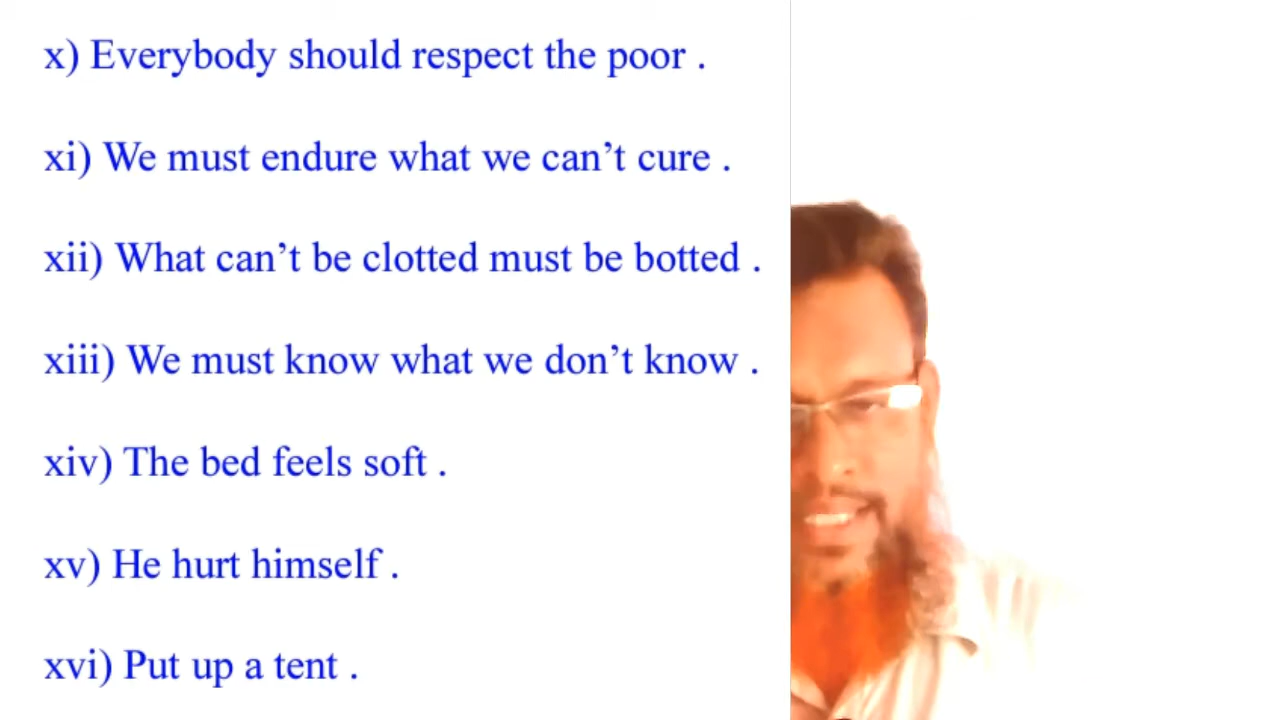 x) Everybody should respect the poor .
xi) We must endure what we can’t cure .
xii) What can’t be clotted must be botted .
xiii) We must know what we don’t know .
xiv) The bed feels soft .
xv) He hurt himself .
xvi) Put up a tent .